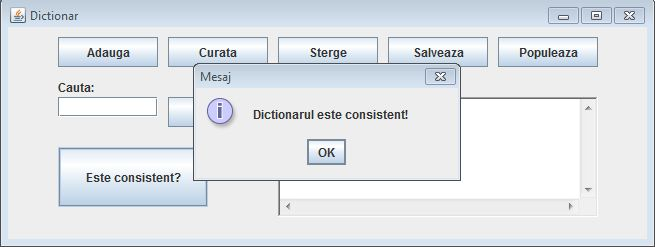 Dictionar
Adauga Curata Sterge Salveaza Populeaza
Mesaj
Cauta:
Dictionarul este consistent!
OK
Este consistent?